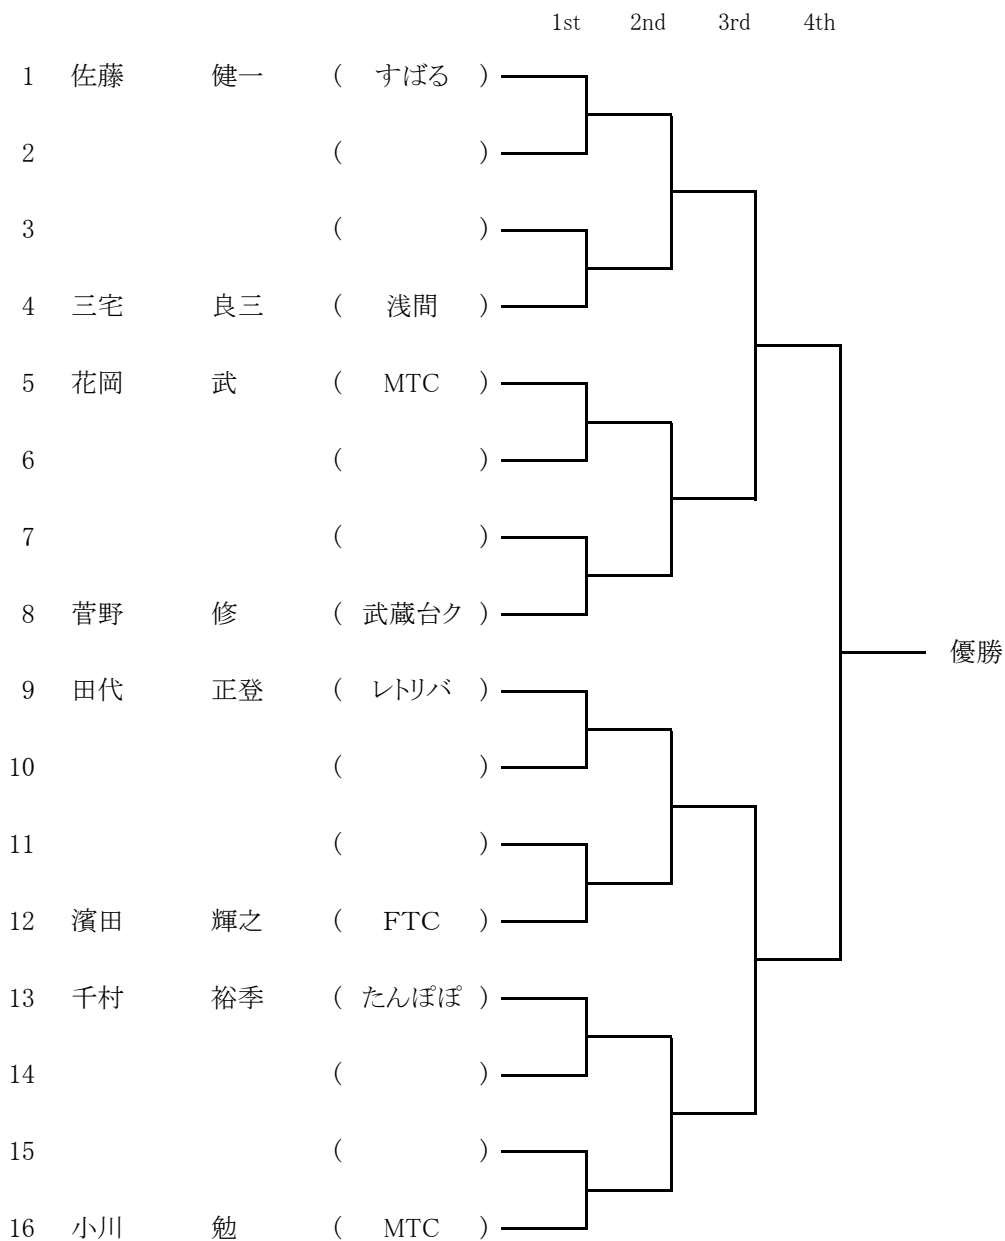 1st 2nd 3rd 4th
1 佐藤 健一 ( すばる )
2 ( )
3 ( )
4 三宅 良三 ( 浅間 )
5 花岡 武 ( MTC )
6 ( )
7 ( )
8 菅野 修 ( 武蔵台ク )
優勝
9 田代 正登 ( レトリバ )
10 ( )
11 ( )
12 濱田 輝之 ( FTC )
13 千村 裕季 ( たんぽぽ )
14 ( )
15 ( )
16 小川 勉 ( MTC )